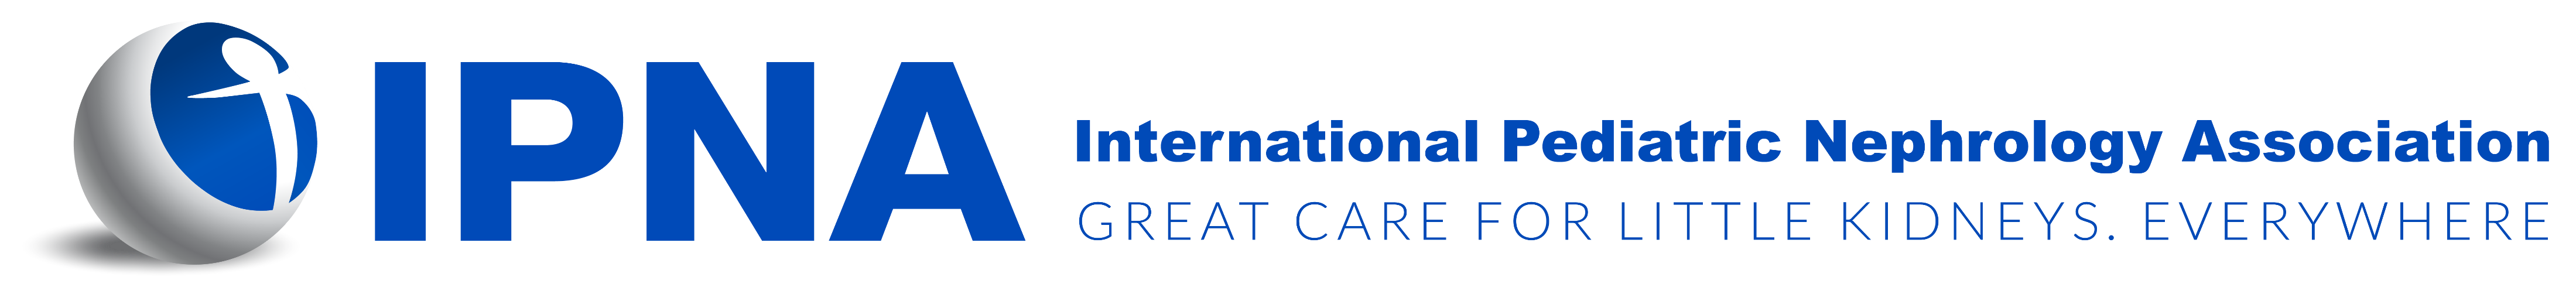 IPNA
International Pediatric Nephrology Association
GREAT CARE FOR LITTLE KIDNEYS. EVERYWHERE